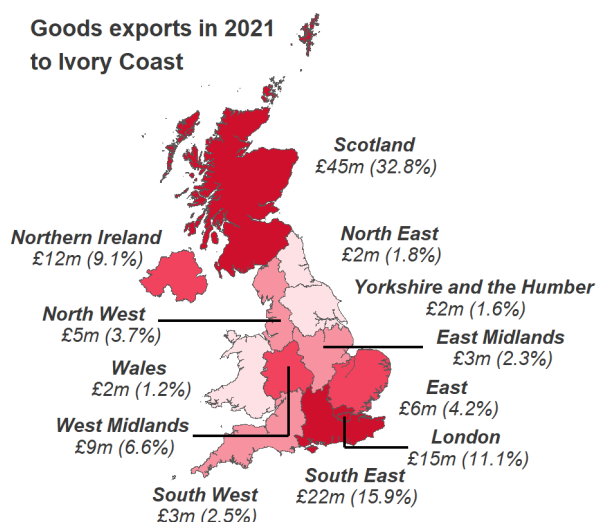 Goods exports in 2021
to Ivory Coast
Scotland
£45m (32.8%)
Northern Ireland
£12m (9.1%)
North East
£2m (1.8%)
Yorkshire and the Humber
£2m (1.6%)
North West
£5m (3.7%)
East Midlands
£3m (2.3%)
Wales
£2m (1.2%)
East
£6m (4.2%)
West Midlands
£9m (6.6%)
London
£15m (11.1%)
South East
£22m (15.9%)
South West
£3m (2.5%)